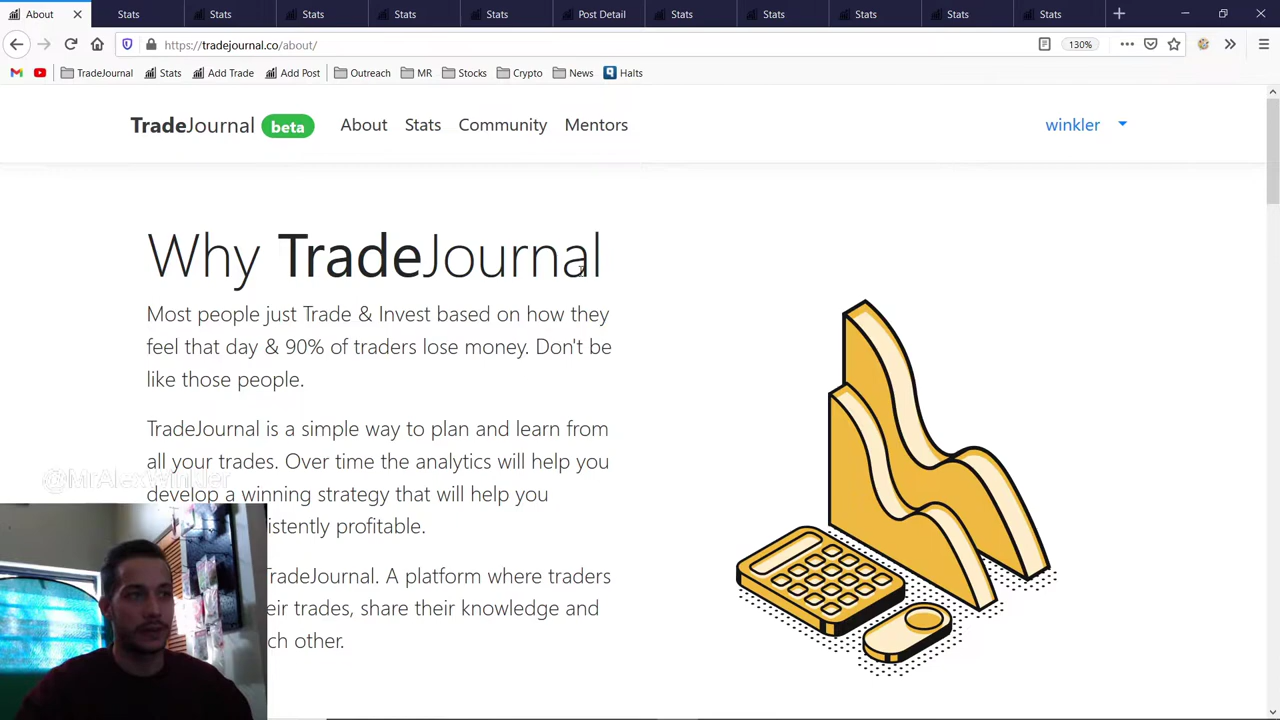 About
Stats
Stats
Stats
Stats
Stats
Post Detail
Stats
Stats
Stats
Stats
Stats
https://tradejournal.co/about/
130%
TradeJournal
Stats
Add Trade
Add Post
Outreach
MR
Stocks
Crypto
News
Halts
TradeJournal beta
About
Stats
Community
Mentors
winkler
Why TradeJournal
Most people just Trade & Invest based on how they
feel that day & 90% of traders lose money. Don't be
like those people.
TradeJournal is a simple way to plan and learn from
all your trades. Over time the analytics will help you
@MrAlexWinkler
develop a winning strategy that will help you
istently profitable.
TradeJournal. A platform where traders
eir trades, share their knowledge and
ch other.